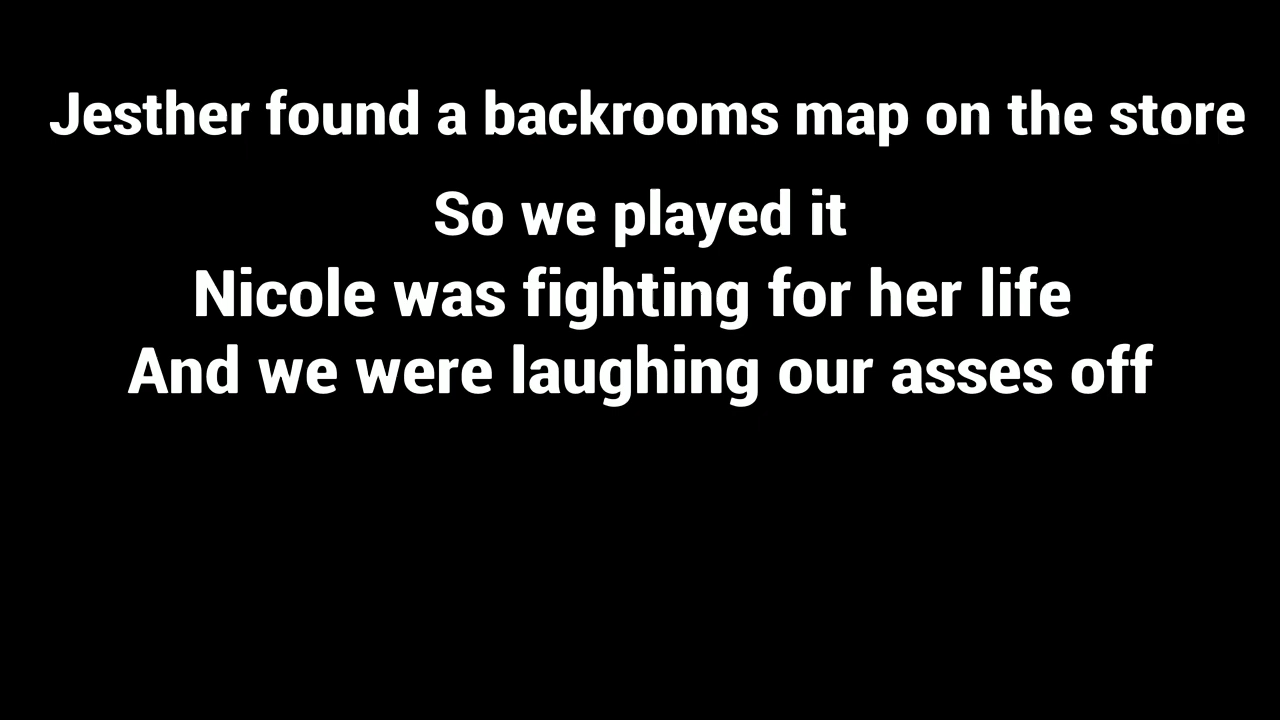 Jesther found a backrooms map on the store
So we played it
Nicole was fighting for her life
And we were laughing our asses off